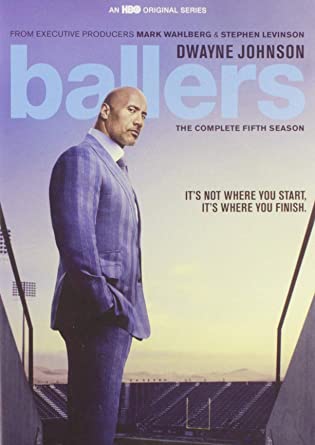 AN HBO ORIGINAL SERIES
FROM EXECUTIVE PRODUCERS MARK WAHLBERG & STEPHEN LEVINSON
DWAYNE JOHNSON
ballers
THE COMPLETE FIFTH SEASON
IT'S NOT WHERE YOU START,
IT'S WHERE YOU FINISH.